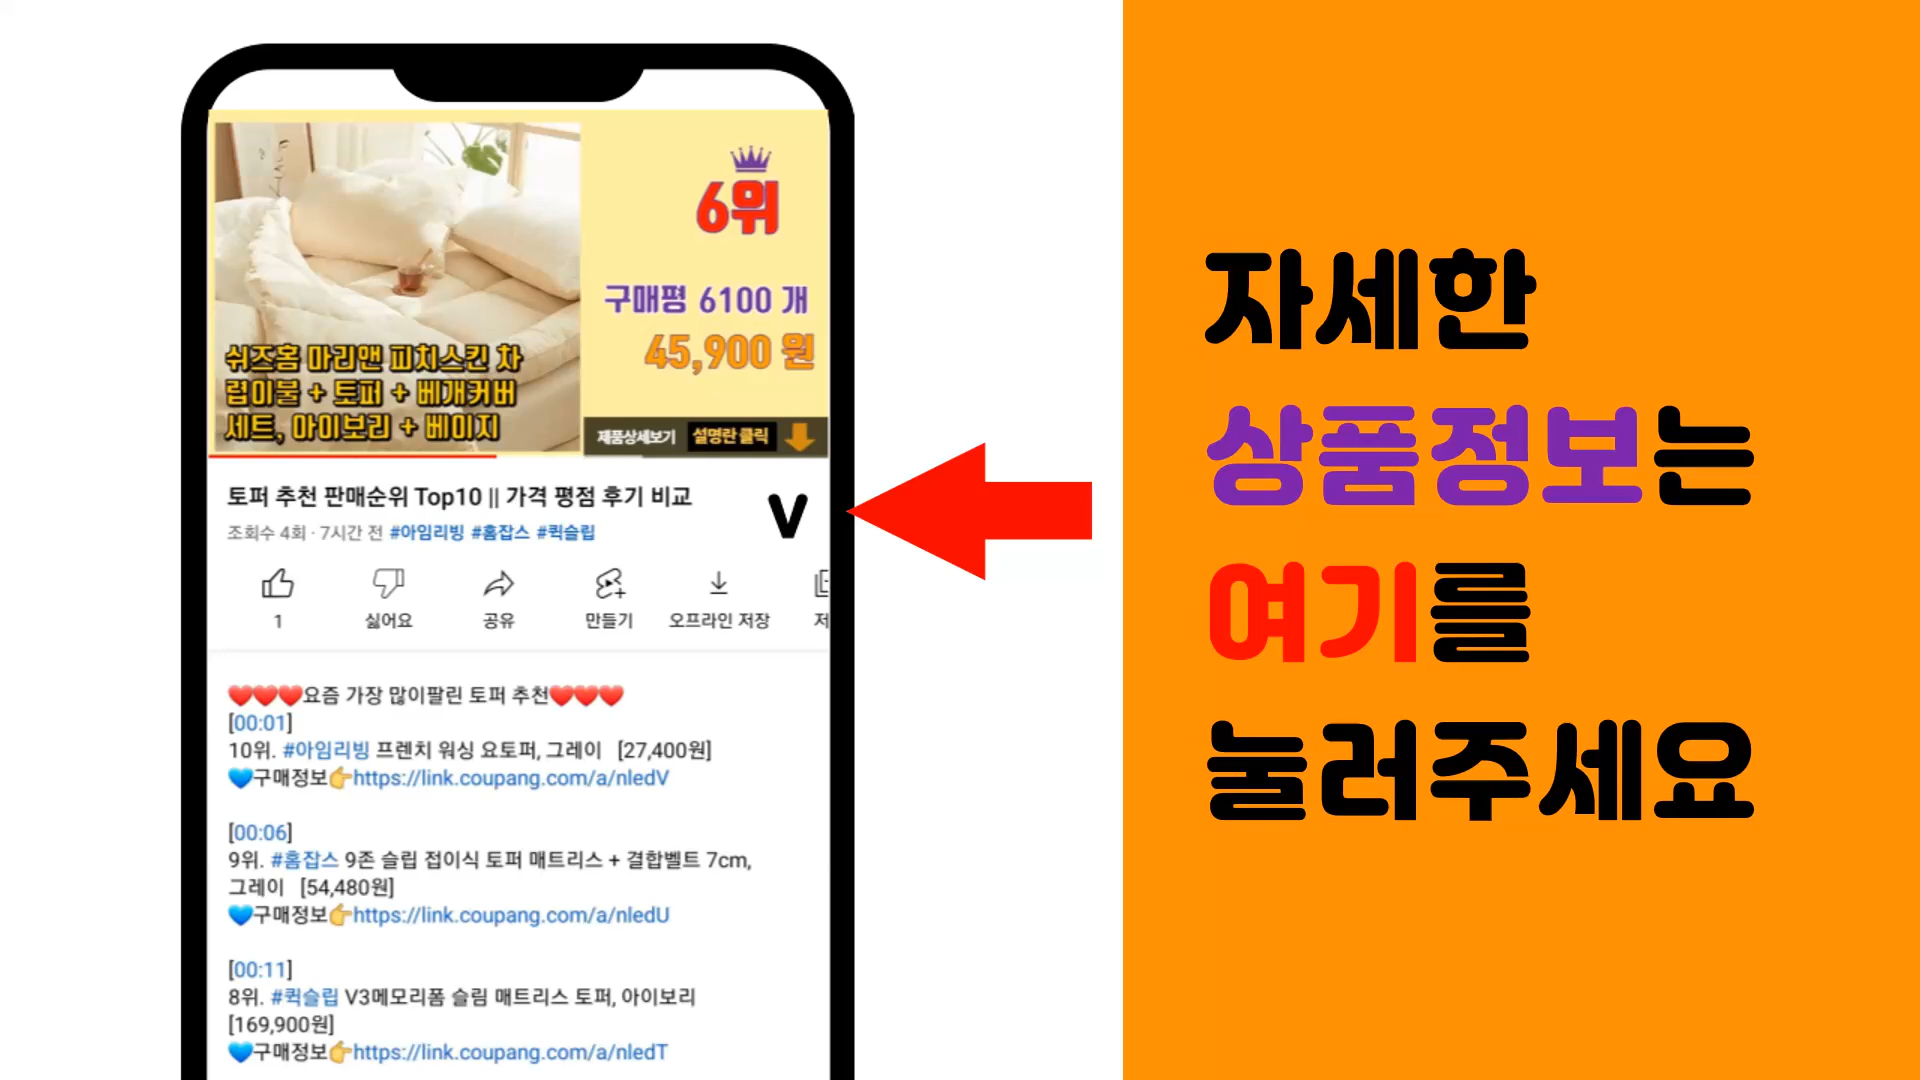 6위
구매평 6100 개
45,900 원
쉬즈홈 마리앤 피치스킨 차
렵이불 + 토퍼 + 베개커버
세트, 아이보리 + 베이지
제품상세보기 설명란 클릭
토퍼 추천 판매순위 Top10 || 가격 평점 후기 비교
V
조회수 4회 · 7시간 전 #아임리빙 #홈잡스 #퀵슬립
1 싫어요 공유 만들기 오프라인 저장 저
❤❤❤요즘 가장 많이팔린 토퍼 추천❤❤❤
[00:01]
10위. #아임리빙 프렌치 워싱 요토퍼, 그레이 [27,400원]
💙구매정보👉https://link.coupang.com/a/nledV
[00:06]
9위. #홈잡스 9존 슬립 접이식 토퍼 매트리스 + 결합벨트 7cm,
그레이 [54,480원]
💙구매정보👉https://link.coupang.com/a/nledU
[00:11]
8위. #퀵슬립 V3메모리폼 슬림 매트리스 토퍼, 아이보리
[169,900원]
💙구매정보👉https://link.coupang.com/a/nledT
자세한
상품정보는
여기를
눌러주세요